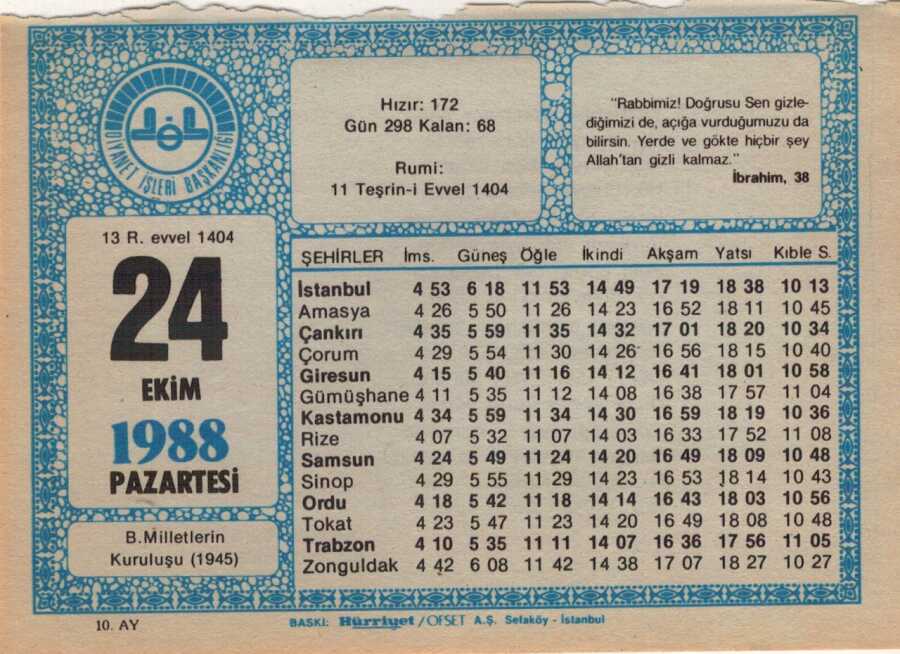 DİYANET İŞLERİ BAŞKANLIĞI
Hızır: 172
Gün 298 Kalan: 68
Rumi:
11 Teşrin-i Evvel 1404
"Rabbimiz! Doğrusu Sen gizle-
diğimizi de, açığa vurduğumuzu da
bilirsin. Yerde ve gökte hiçbir şey
Allah'tan gizli kalmaz."
İbrahim, 38
13 R. evvel 1404
24
EKİM
1988
PAZARTESİ
B.Milletlerin
Kuruluşu (1945)
ŞEHİRLER İms. Güneş Öğle İkindi Akşam Yatsı Kıble S.
İstanbul 4 53 6 18 11 53 14 49 17 19 18 38 10 13
Amasya 4 26 5 50 11 26 14 23 16 52 18 11 10 45
Çankırı 4 35 5 59 11 35 14 32 17 01 18 20 10 34
Çorum 4 29 5 54 11 30 14 26 16 56 18 15 10 40
Giresun 4 15 5 40 11 16 14 12 16 41 18 01 10 58
Gümüşhane 4 11 5 35 11 12 14 08 16 38 17 57 11 04
Kastamonu 4 34 5 59 11 34 14 30 16 59 18 19 10 36
Rize 4 07 5 32 11 07 14 03 16 33 17 52 11 08
Samsun 4 24 5 49 11 24 14 20 16 49 18 09 10 48
Sinop 4 29 5 55 11 29 14 23 16 53 18 14 10 43
Ordu 4 18 5 42 11 18 14 14 16 43 18 03 10 56
Tokat 4 23 5 47 11 23 14 20 16 49 18 08 10 48
Trabzon 4 10 5 35 11 11 14 07 16 36 17 56 11 05
Zonguldak 4 42 6 08 11 42 14 38 17 07 18 27 10 27
10. AY
BASKI: Hürriyet/OFSET A.Ş. Sefaköy - İstanbul